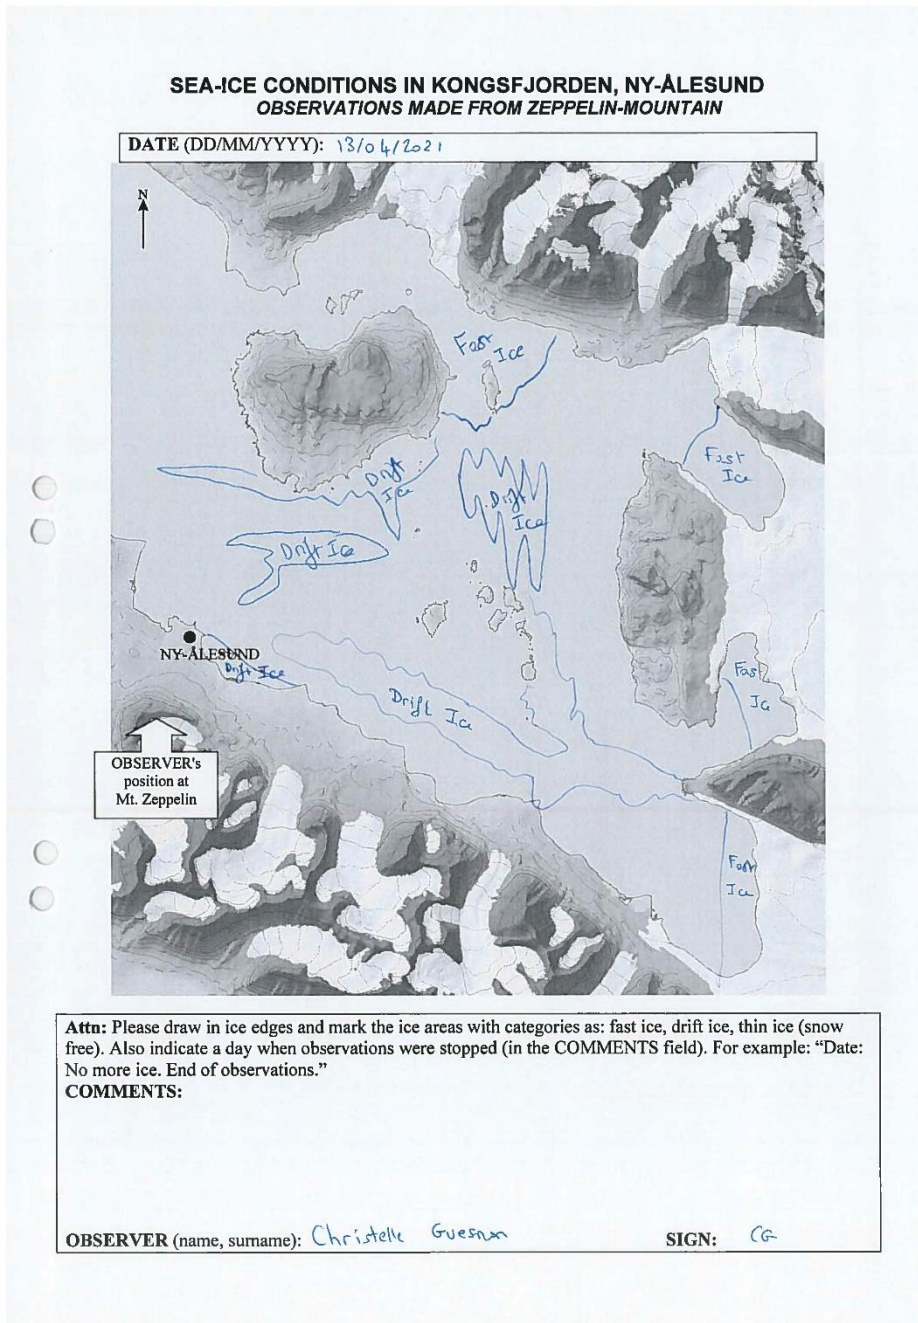 SEA-ICE CONDITIONS IN KONGSFJORDEN, NY-ÅLESUND
OBSERVATIONS MADE FROM ZEPPELIN-MOUNTAIN
DATE (DD/MM/YYYY): 13/04/2021
N
Fast
Ice
Fast
Ice
Drift
Ice
Drift
Ice
Drift Ice
NY-ÅLESUND
Drift Ice
Fast
Ice
Drift Ice
OBSERVER's
position at
Mt. Zeppelin
Fast
Ice
Attn: Please draw in ice edges and mark the ice areas with categories as: fast ice, drift ice, thin ice (snow
free). Also indicate a day when observations were stopped (in the COMMENTS field). For example: “Date:
No more ice. End of observations.”
COMMENTS:
OBSERVER (name, surname): Christelle
SIGN: CG